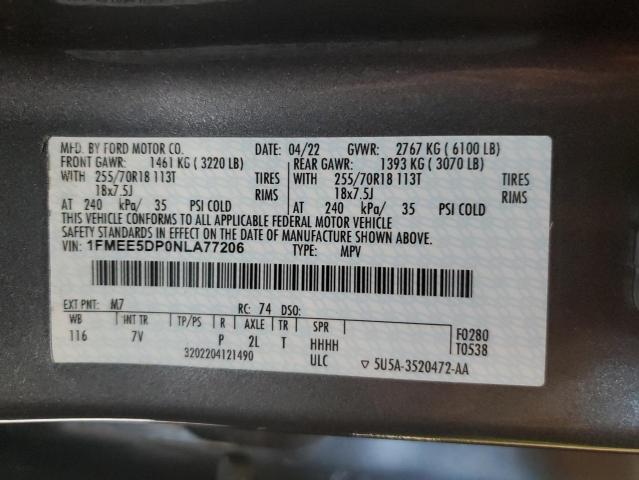 MFD. BY FORD MOTOR CO. DATE: 04/22 GVWR: 2767 KG ( 6100 LB)
FRONT GAWR: 1461 KG ( 3220 LB) REAR GAWR: 1393 KG ( 3070 LB)
WITH 255/70R18 113T TIRES WITH 255/70R18 113T TIRES
18x7.5J RIMS 18x7.5J RIMS
AT 240 kPa/ 35 PSI COLD AT 240 kPa/ 35 PSI COLD
THIS VEHICLE CONFORMS TO ALL APPLICABLE FEDERAL MOTOR VEHICLE
SAFETY STANDARDS IN EFFECT ON THE DATE OF MANUFACTURE SHOWN ABOVE.
VIN: 1FMEE5DP0NLA77206 TYPE: MPV
EXT PNT: M7 RC: 74 DSO:
WB INT TR TP/PS R AXLE TR SPR F0280
116 7V P 2L T HHHH T0538
3202204121490 ULC ▽ 5U5A-3520472-AA